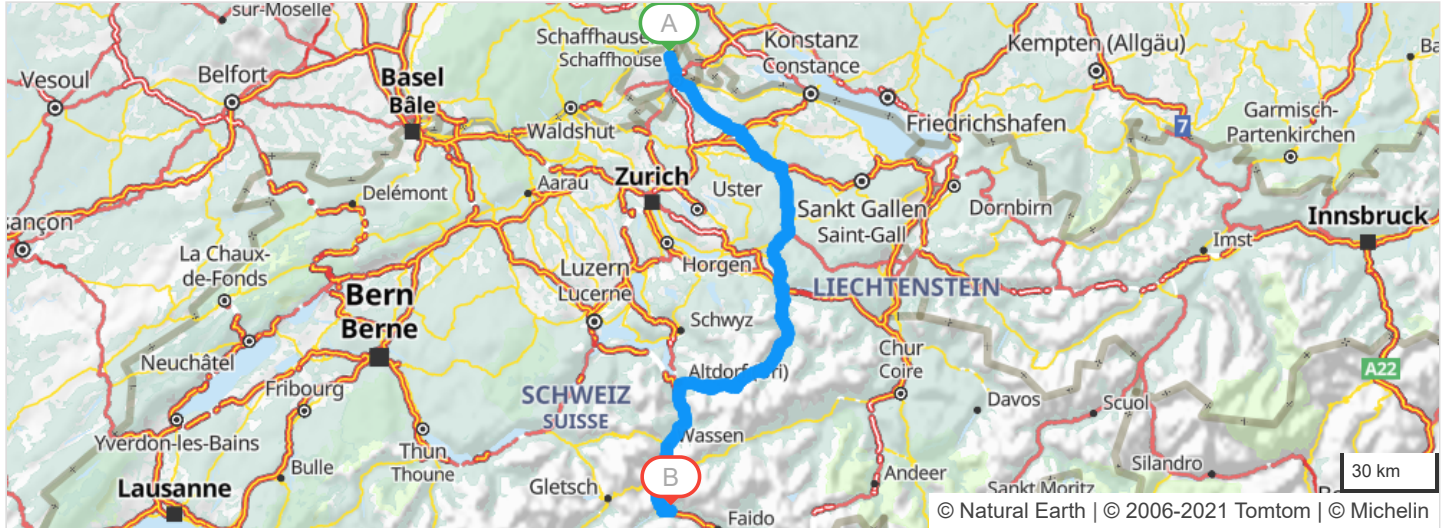 sur-Moselle
A
Schaffhause
Schaffhouse
Konstanz
Constance
Kempten (Allgäu)
Vesoul
Belfort
Basel
Bâle
Waldshut
Friedrichshafen
7
Garmisch-
Partenkirchen
Delémont
Aarau
Zurich
Uster
Sankt Gallen
Saint-Gall
Dornbirn
Innsbruck
Imst
sançon
La Chaux-
de-Fonds
Luzern
Lucerne
Horgen
LIECHTENSTEIN
Bern
Berne
Schwyz
Neuchâtel
Fribourg
Altdorf (Uri)
Chur
Coire
A22
SCHWEIZ
SUISSE
Davos
Scuol
Yverdon-les-Bains
Thun
Thoune
Wassen
Bulle
B
Silandro
30 km
Lausanne
Gletsch
Andeer
Sankt Moritz
Faido
© Natural Earth | © 2006-2021 Tomtom | © Michelin